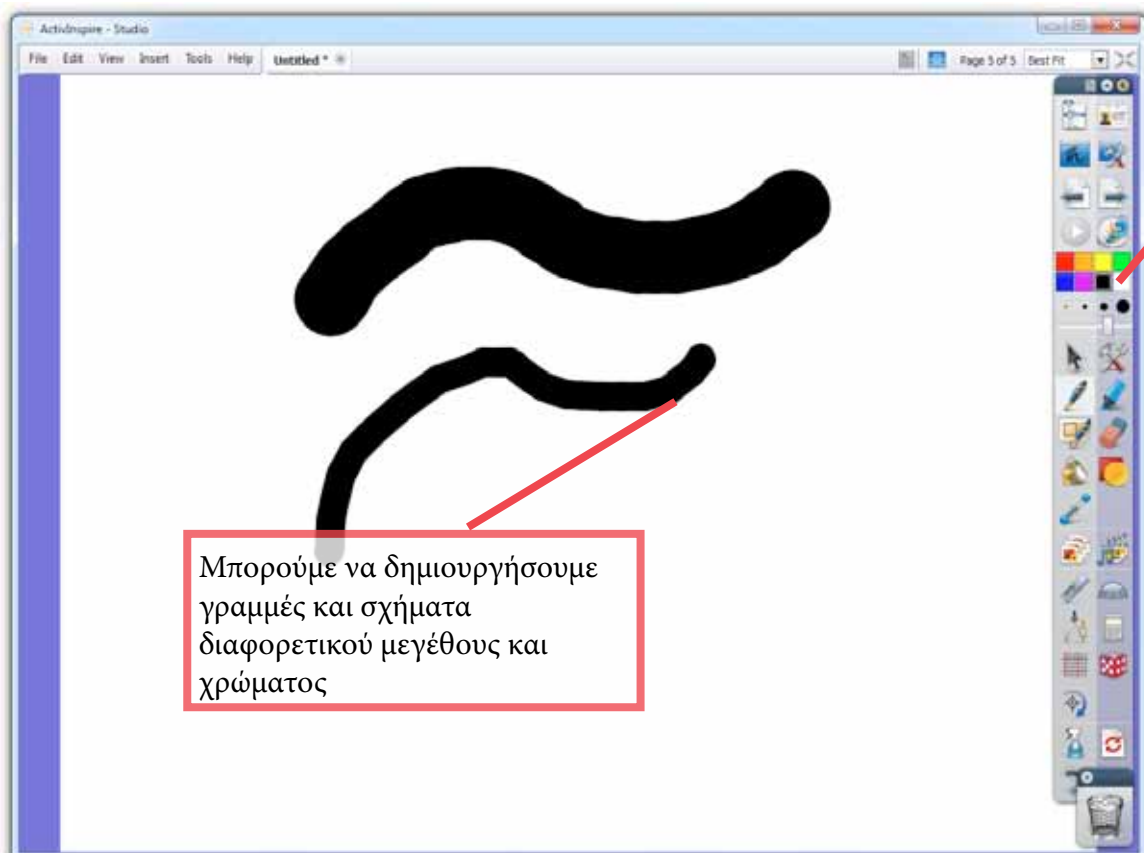 ActivInspire - Studio
File Edit View Insert Tools Help Untitled *
Page 5 of 5 Best Fit
Μπορούμε να δημιουργήσουμε
γραμμές και σχήματα
διαφορετικού μεγέθους και
χρώματος